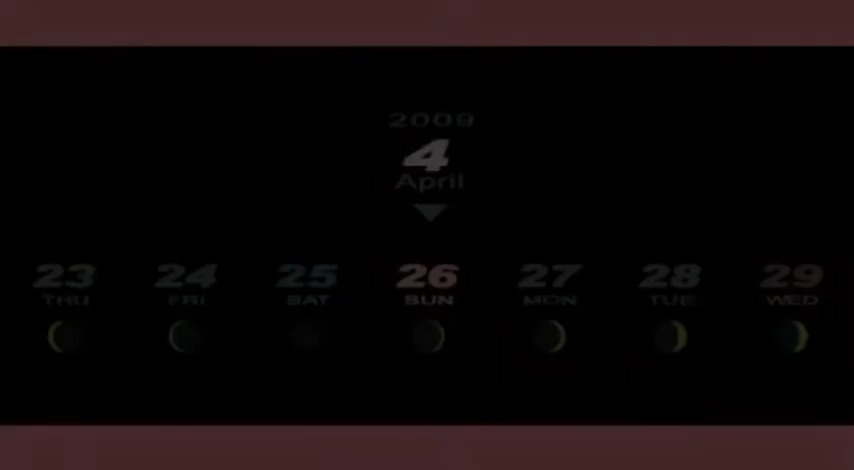 2009
4
April
23 24 25 26 27 28 29
THU FRI SAT SUN MON TUE WED